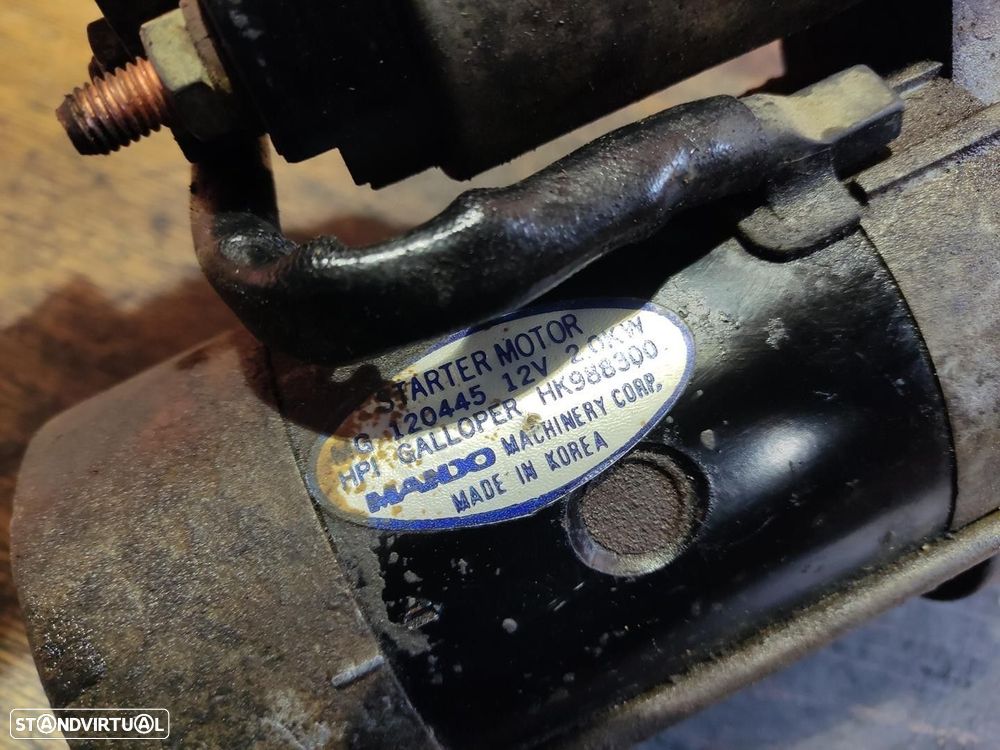 STARTER MOTOR
G 120445 12V 2.0KW
HPI GALLOPER HK988300
MANDO MACHINERY CORP.
MADE IN KOREA
STANDVIRTUAL